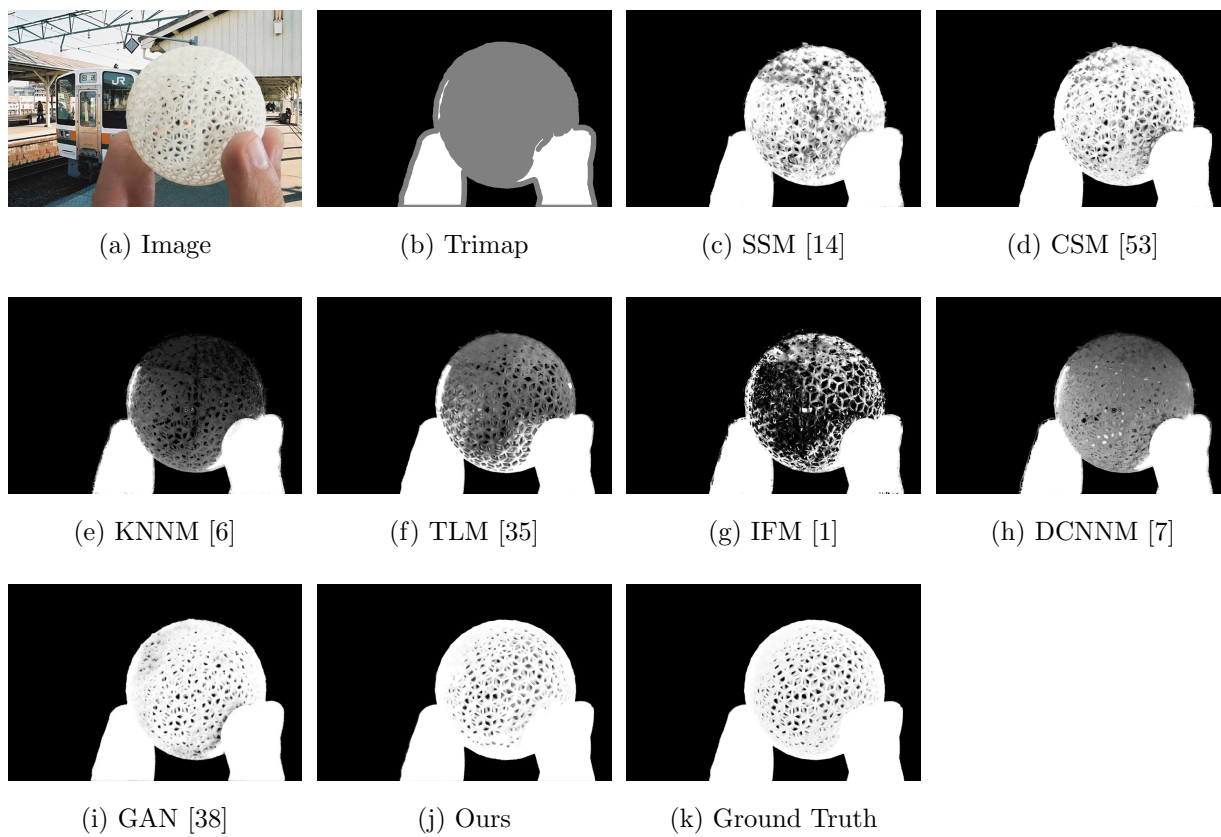 JR
(a) Image
(b) Trimap
(c) SSM [14]
(d) CSM [53]
(e) KNNM [6]
(f) TLM [35]
(g) IFM [1]
(h) DCNNM [7]
(i) GAN [38]
(j) Ours
(k) Ground Truth